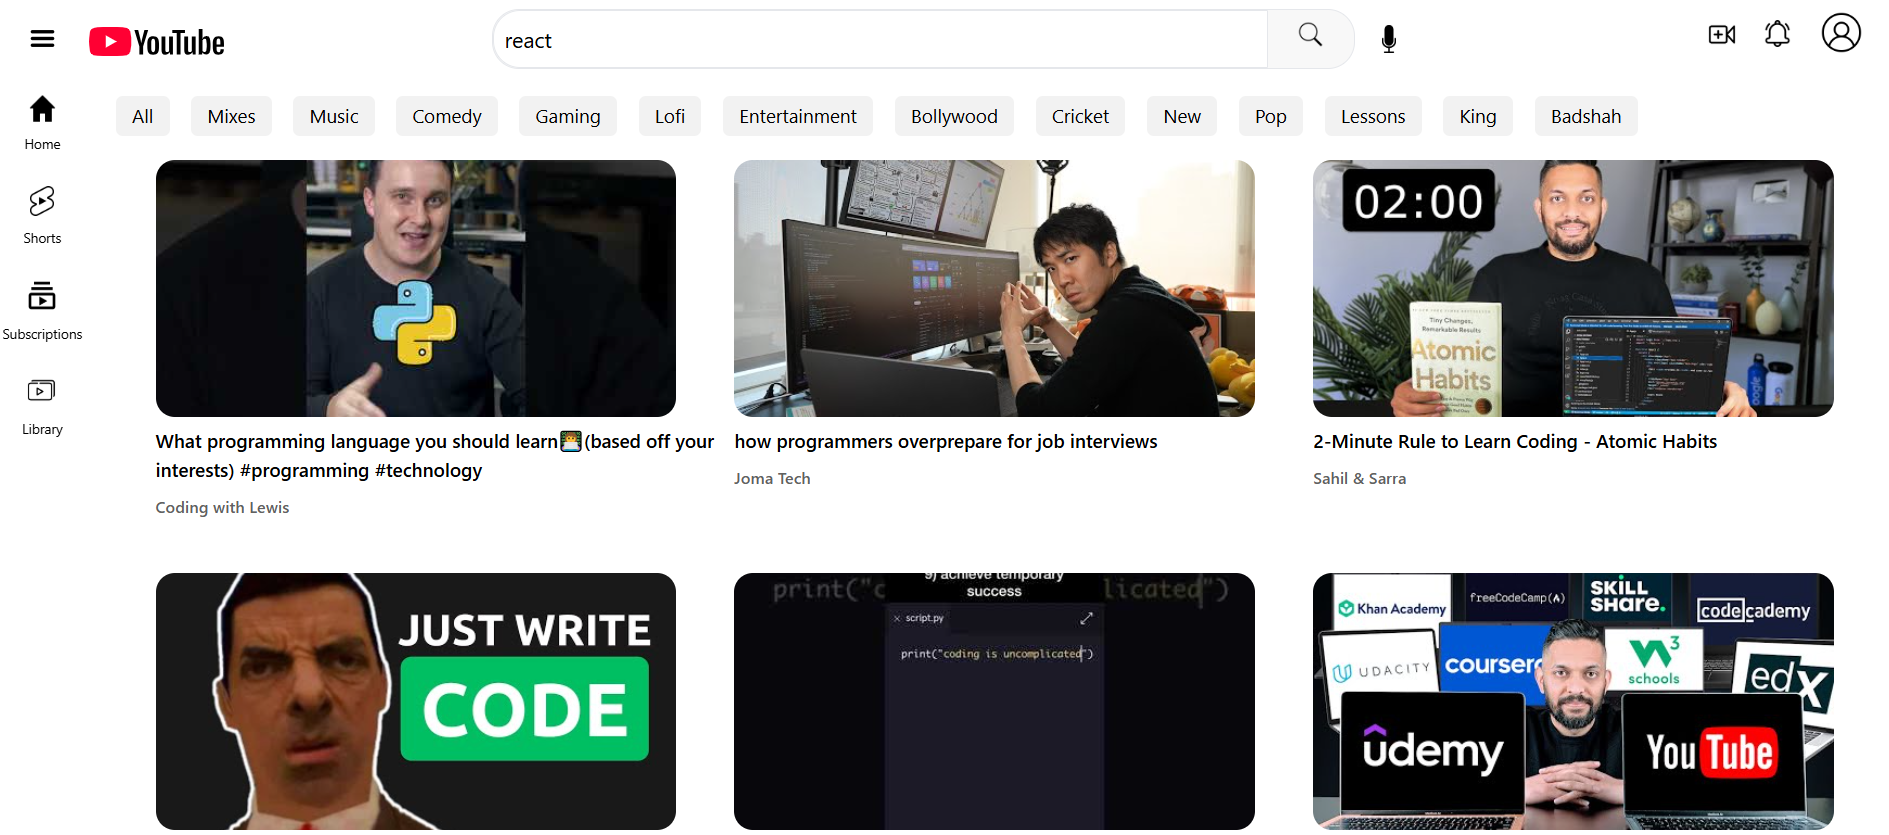 YouTube
react
All Mixes Music Comedy Gaming Lofi Entertainment Bollywood Cricket New Pop Lessons King Badshah
Home
Shorts
Subscriptions
Library
02:00
Tiny Changes,
Remarkable Results
Atomic
Habits
What programming language you should learn👨‍💻(based off your
interests) #programming #technology
Coding with Lewis
how programmers overprepare for job interviews
Joma Tech
2-Minute Rule to Learn Coding - Atomic Habits
Sahil & Sarra
JUST WRITE
CODE
print("c
licated")
9) achieve temporary
success
script.py
print("coding is uncomplicated")
Khan Academy
freeCodeCamp(🔥)
SKILL
SHARE.
codecademy
UDACITY
courser
W3
schools
edX
udemy
YouTube